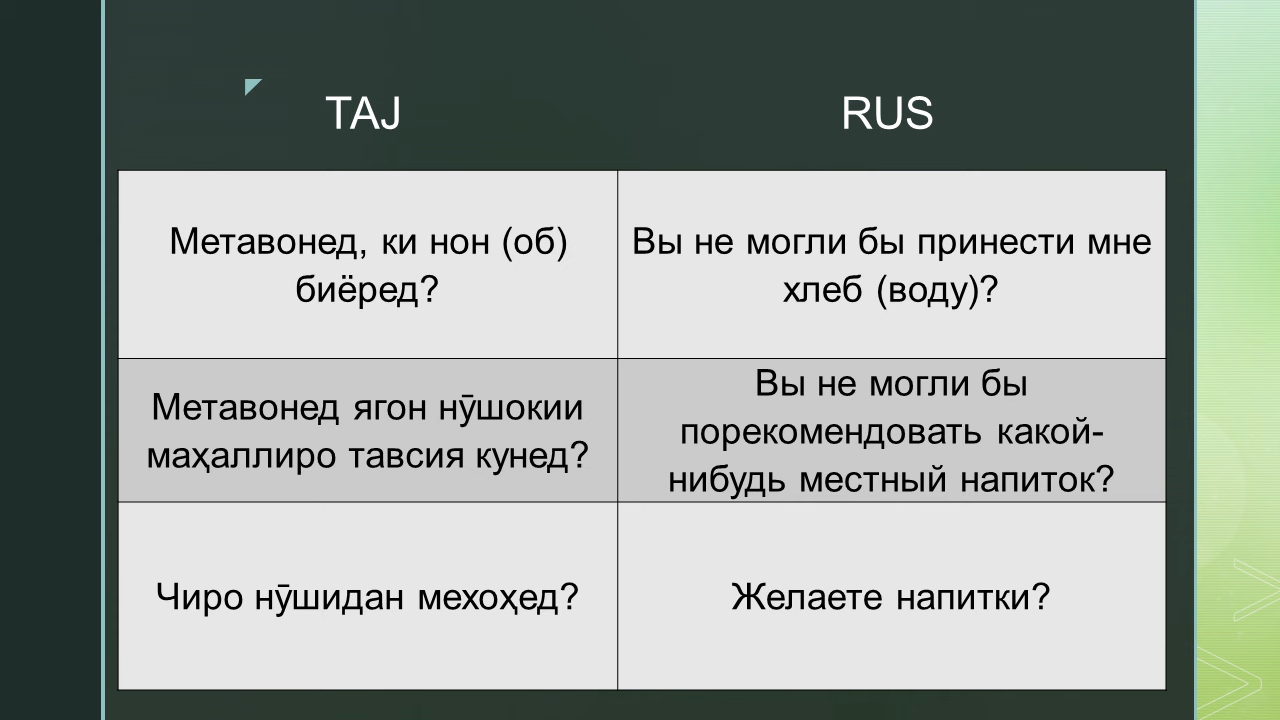 TAJ
RUS
Метавонед, ки нон (об)
биёред?
Вы не могли бы принести мне
хлеб (воду)?
Метавонед ягон нӯшокии
маҳаллиро тавсия кунед?
Вы не могли бы
порекомендовать какой-
нибудь местный напиток?
Чиро нӯшидан мехоҳед?
Желаете напитки?